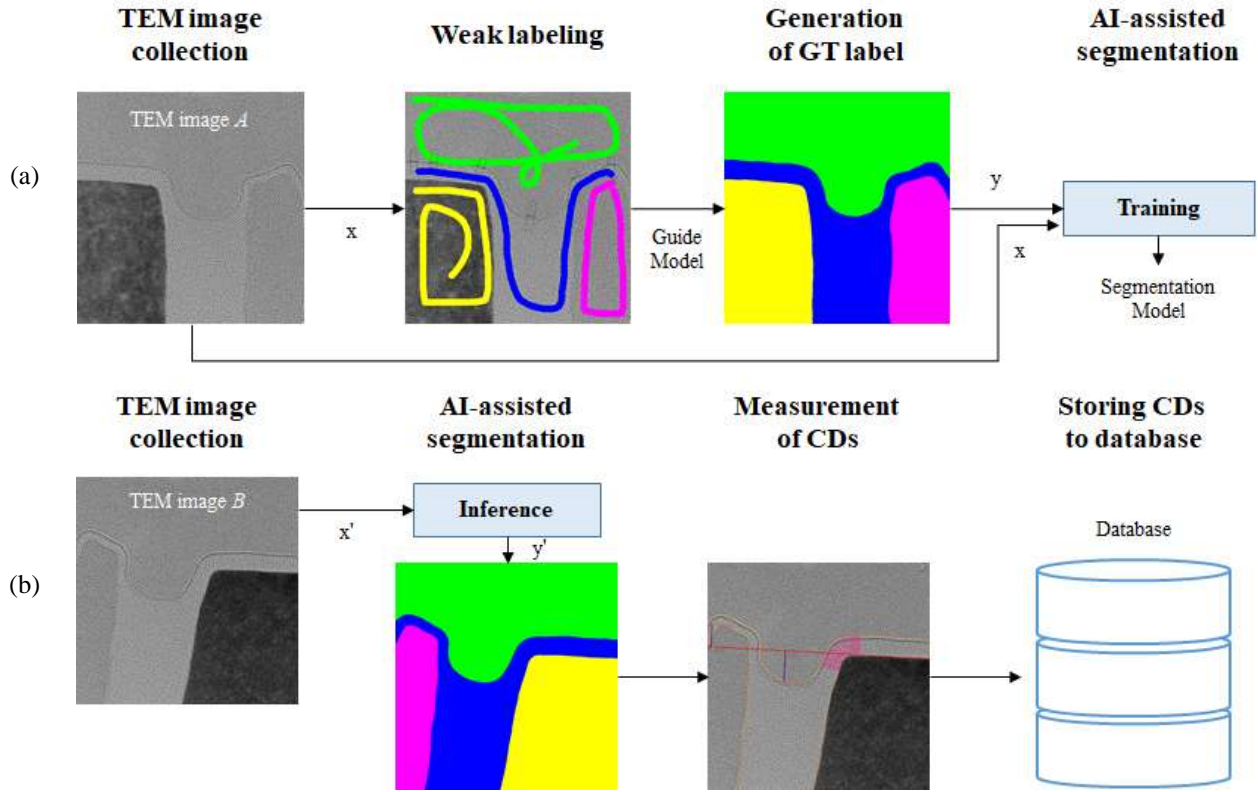 TEM image
collection
Weak labeling
Generation
of GT label
AI-assisted
segmentation
(a)
TEM image A
x
Guide
Model
y
x
Training
Segmentation
Model
TEM image
collection
AI-assisted
segmentation
Measurement
of CDs
Storing CDs
to database
(b)
TEM image B
x'
Inference
y'
Database